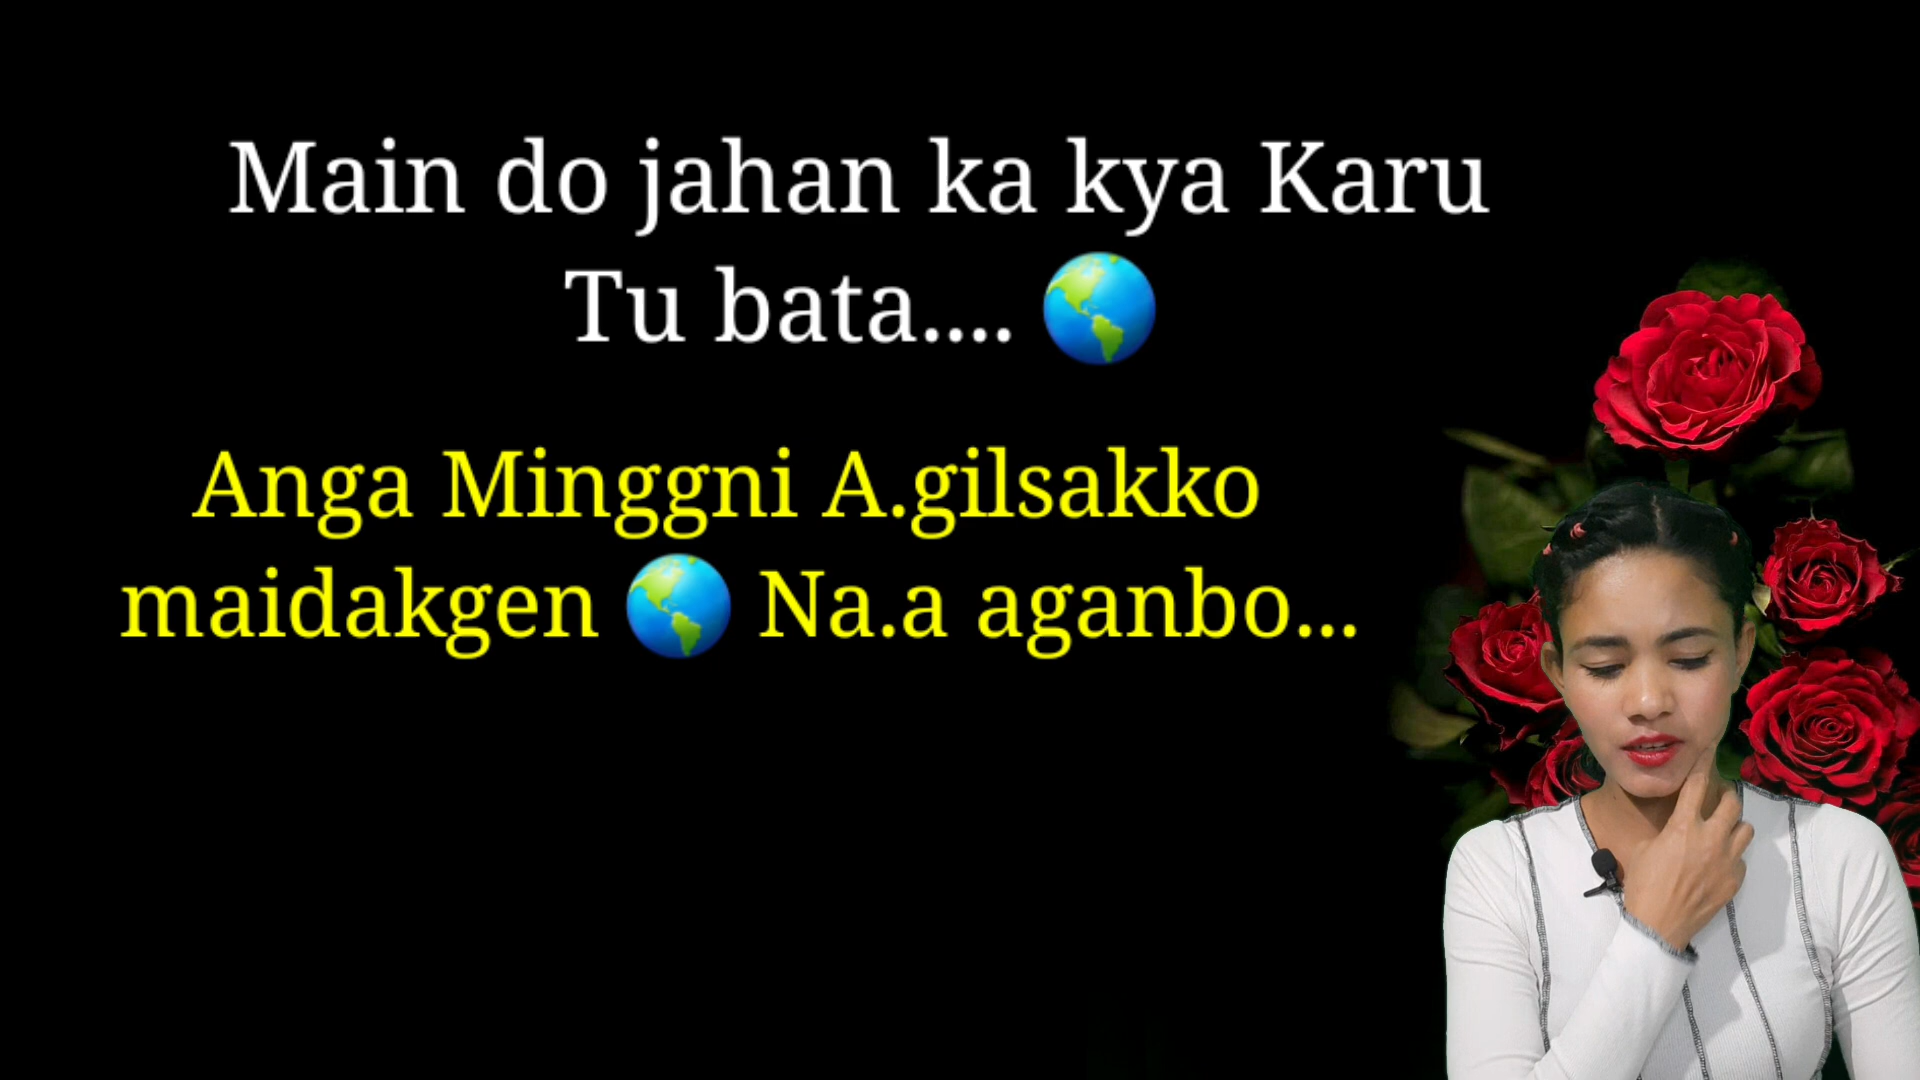 Main do jahan ka kya Karu
Tu bata.... 🌎
Anga Minggni A.gilsakko
maidakgen 🌎 Na.a aganbo...